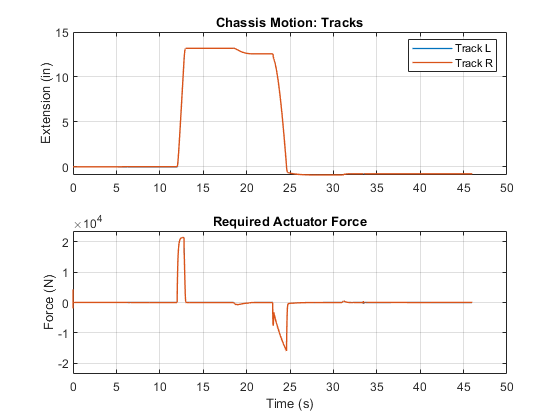 Chassis Motion: Tracks
Extension (in)
15
10
5
0
Track L
Track R
0 5 10 15 20 25 30 35 40 45 50
Required Actuator Force
×10^4
Force (N)
2
1
0
-1
-2
0 5 10 15 20 25 30 35 40 45 50
Time (s)